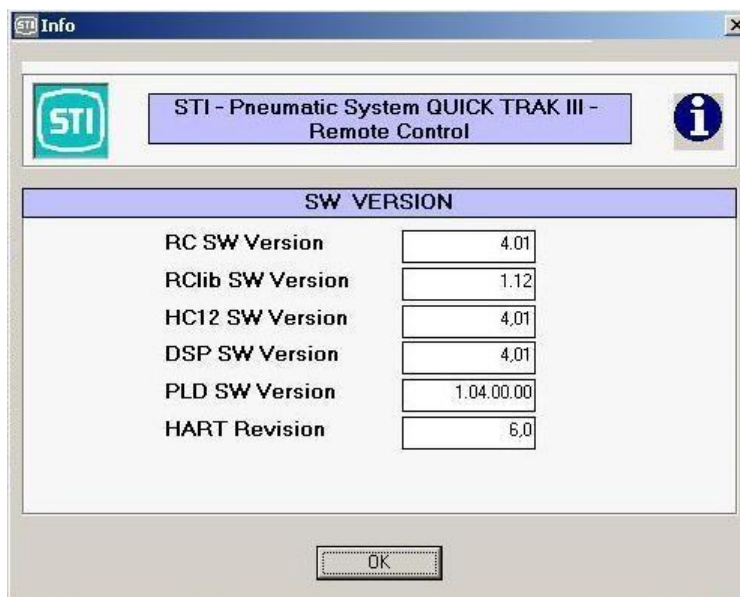 STI Info
STI
STI - Pneumatic System QUICK TRAK III -
Remote Control
i
SW VERSION
RC SW Version 4.01
RClib SW Version 1.12
HC12 SW Version 4,01
DSP SW Version 4,01
PLD SW Version 1.04.00.00
HART Revision 6,0
OK